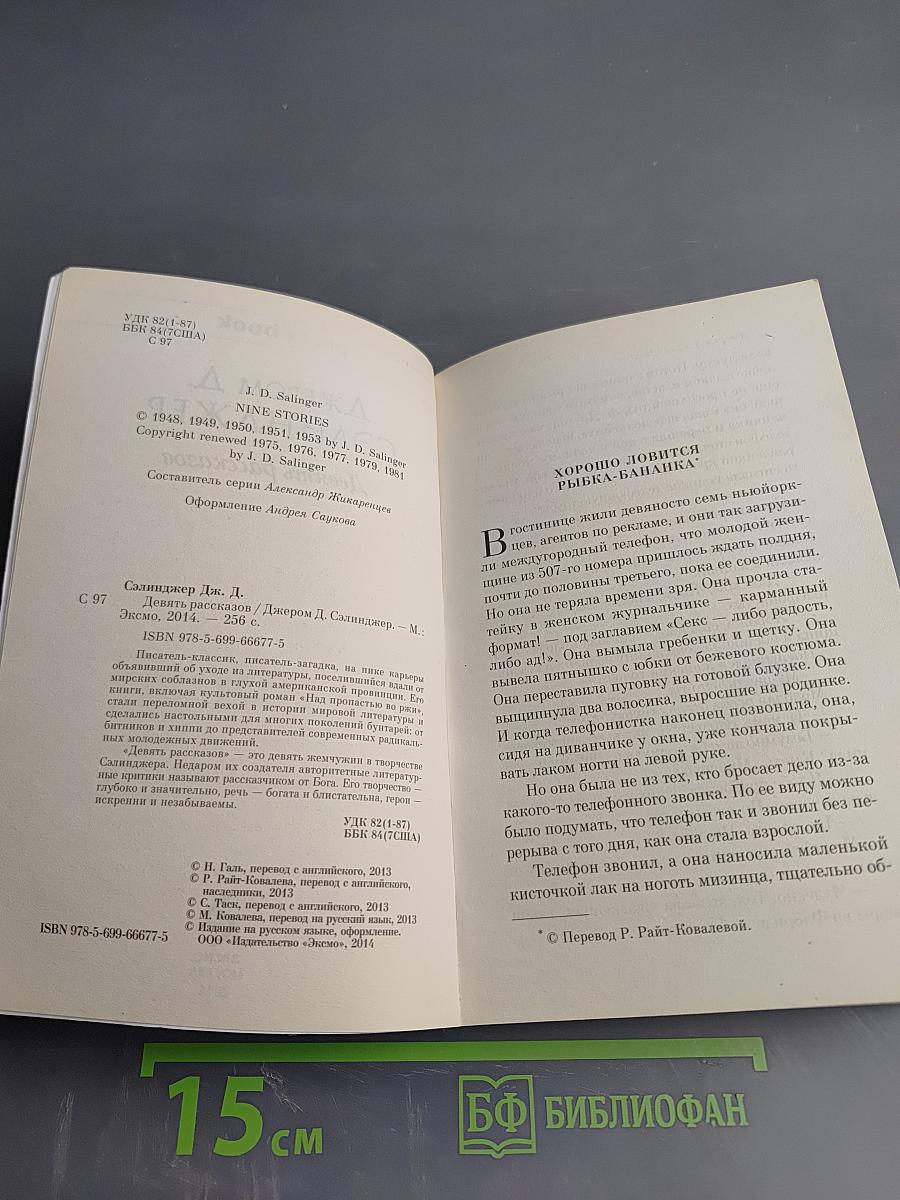 УДК 82(1-87)
ББК 84(7США)
С 97
J. D. Salinger
NINE STORIES
© 1948, 1949, 1950, 1951, 1953 by J. D. Salinger
Copyright renewed 1975, 1976, 1977, 1979, 1981
by J. D. Salinger
Составитель серии Александр Жикаренцев
Оформление Андрея Саукова
Сэлинджер Дж. Д.
С 97 Девять рассказов / Джером Д. Сэлинджер. — М.:
Эксмо, 2014. — 256 с.
ISBN 978-5-699-66677-5
Писатель-классик, писатель-загадка, на пике карьеры
объявивший об уходе из литературы, поселившийся вдали от
мирских соблазнов в глухой американской провинции. Его
книги, включая культовый роман «Над пропастью во ржи»,
стали переломной вехой в истории мировой литературы и
сделались настольными для многих поколений бунтарей: от
битников и хиппи до представителей современных радикаль-
ных молодежных движений.
«Девять рассказов» — это девять жемчужин в творчестве
Сэлинджера. Недаром их создателя авторитетные литератур-
ные критики называют рассказчиком от Бога. Его творчество —
глубоко и значительно, речь — богата и блистательна, герои —
искренни и незабываемы.
УДК 82(1-87)
ББК 84(7США)
© Н. Галь, перевод с английского, 2013
© Р. Райт-Ковалева, перевод с английского,
наследники, 2013
© С. Таск, перевод с английского, 2013
© М. Ковалева, перевод на русский язык, 2013
© Издание на русском языке, оформление.
ООО «Издательство «Эксмо», 2014
ISBN 978-5-699-66677-5
ХОРОШО ЛОВИТСЯ
РЫБКА-БАНАНКА*
В гостинице жили девяносто семь ньюйорк-
цев, агентов по рекламе, и они так загрузи-
ли междугородный телефон, что молодой жен-
щине из 507-го номера пришлось ждать полдня,
почти до половины третьего, пока ее соединили.
Но она не теряла времени зря. Она прочла ста-
тейку в женском журнальчике — карманный
формат! — под заглавием «Секс — либо радость,
либо ад!». Она вымыла гребенки и щетку. Она
вывела пятнышко с юбки от бежевого костюма.
Она переставила пуговку на готовой блузке. Она
выщипнула два волосика, выросшие на родинке.
И когда телефонистка наконец позвонила, она,
сидя на диванчике у окна, уже кончала покры-
вать лаком ногти на левой руке.
Но она была не из тех, кто бросает дело из-за
какого-то телефонного звонка. По ее виду можно
было подумать, что телефон так и звонил без пе-
рерыва с того дня, как она стала взрослой.
Телефон звонил, а она наносила маленькой
кисточкой лак на ноготь мизинца, тщательно об-
* © Перевод Р. Райт-Ковалевой.
15 см
БФ БИБЛИОФАН